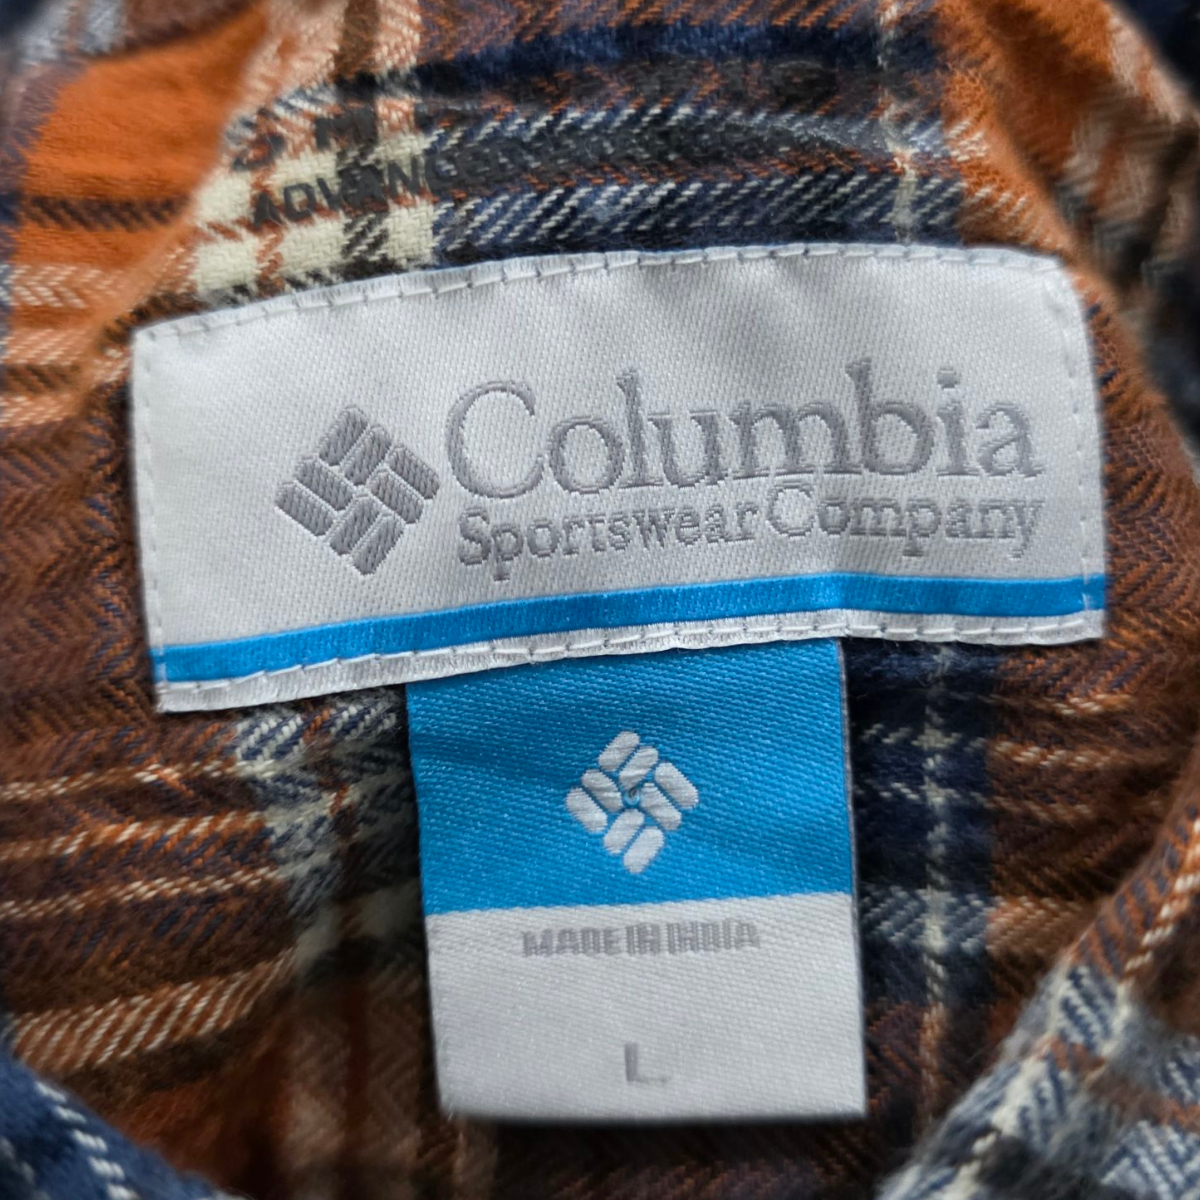 Columbia
Sportswear Company
MADE IN INDIA
L